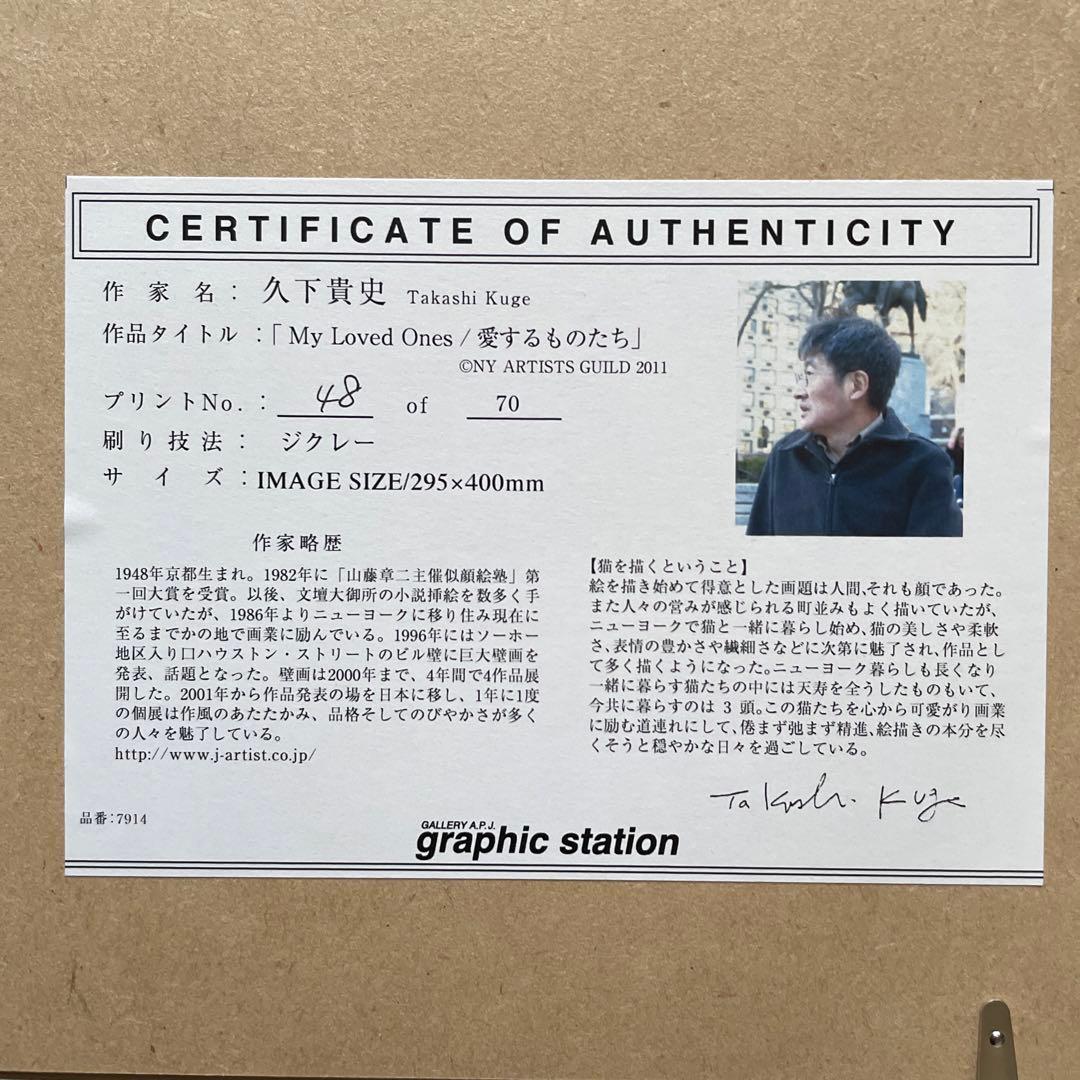 CERTIFICATE OF AUTHENTICITY
作家名： 久下貴史 Takashi Kuge
作品タイトル：「My Loved Ones / 愛するものたち」
©NY ARTISTS GUILD 2011
プリントNo.： 48 of 70
刷り技法： ジクレー
サイズ：IMAGE SIZE/295×400mm
作家略歴
1948年京都生まれ。1982年に「山藤章二主催似顔絵塾」第
一回大賞を受賞。以後、文壇大御所の小説挿絵を数多く手
がけていたが、1986年よりニューヨークに移り住み現在に
至るまでかの地で画業に励んでいる。1996年にはソーホー
地区入り口ハウストン・ストリートのビル壁に巨大壁画を
発表、話題となった。壁画は2000年まで、4年間で4作品展
開した。2001年から作品発表の場を日本に移し、1年に1度
の個展は作風のあたたかみ、品格そしてのびやかさが多く
の人々を魅了している。
http://www.j-artist.co.jp/
【猫を描くということ】
絵を描き始めて得意とした画題は人間、それも顔であった。
また人々の営みが感じられる町並みもよく描いていたが、
ニューヨークで猫と一緒に暮らし始め、猫の美しさや柔軟
さ、表情の豊かさや繊細さなどに次第に魅了され、作品とし
て多く描くようになった。ニューヨーク暮らしも長くなり
一緒に暮らす猫たちの中には天寿を全うしたものもいて、
今共に暮らすのは3頭。この猫たちを心から可愛がり画業
に励む道連れにして、倦まず弛まず精進、絵描きの本分を尽
くそうと穏やかな日々を過ごしている。
Takashi Kuge
品番：7914
GALLERY A.P.J.
graphic station